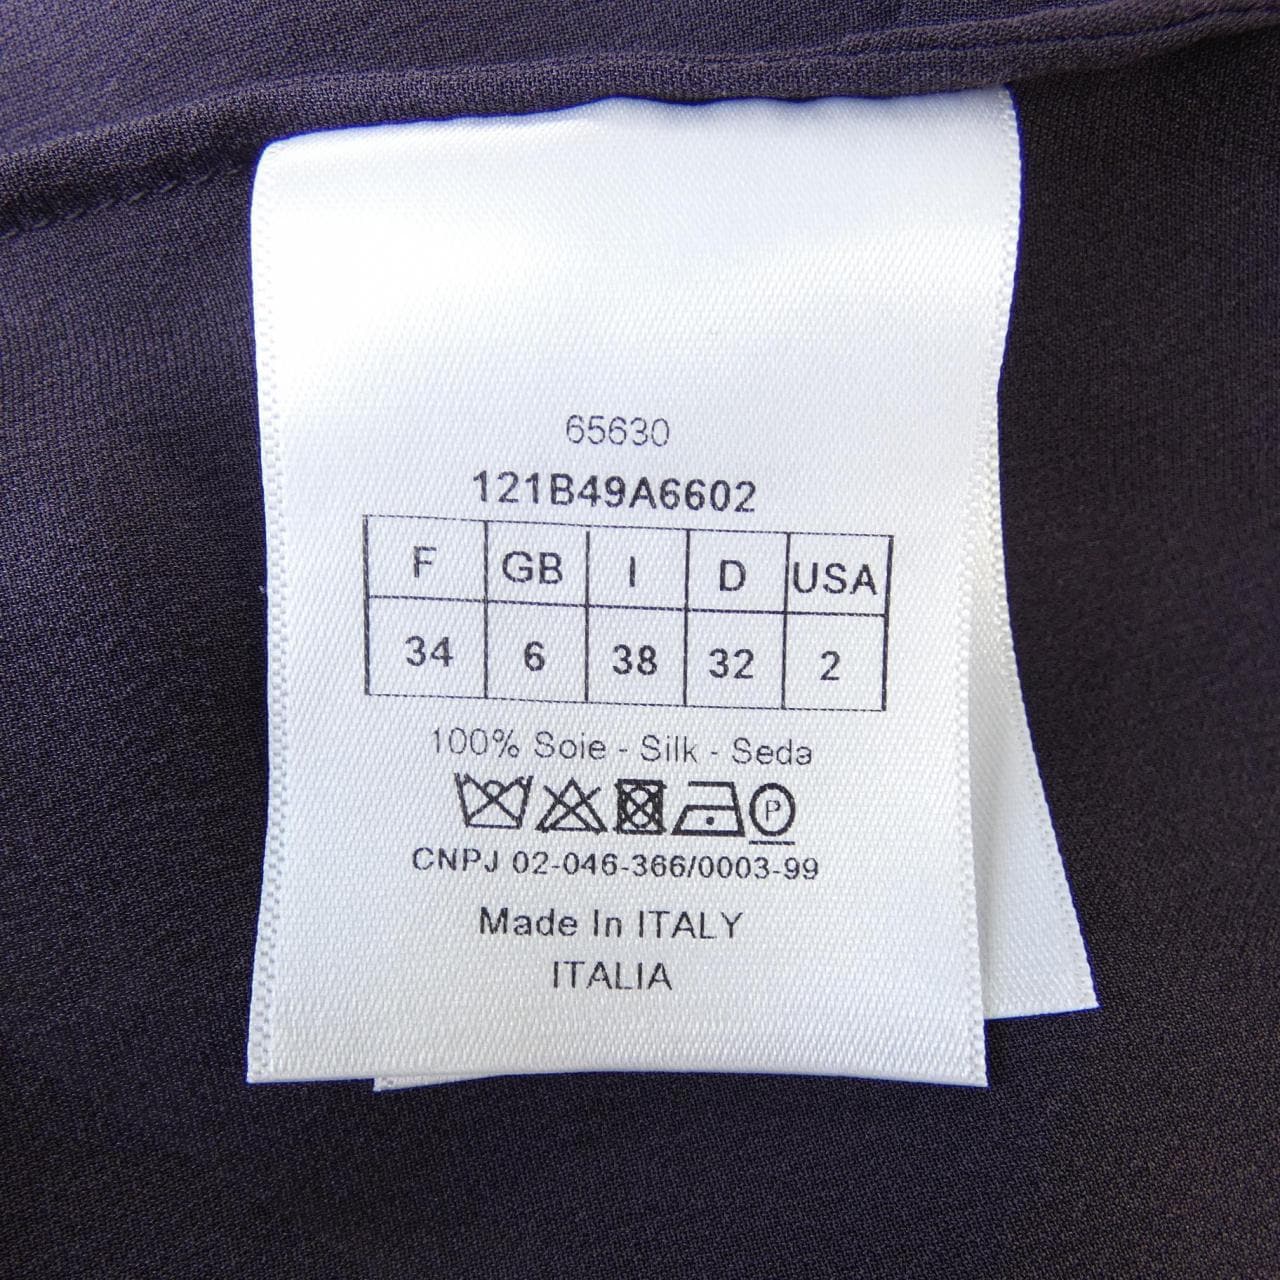 65630
121B49A6602
F GB I D USA
34 6 38 32 2
100% Soie - Silk - Seda
P
CNPJ 02-046-366/0003-99
Made In ITALY
ITALIA